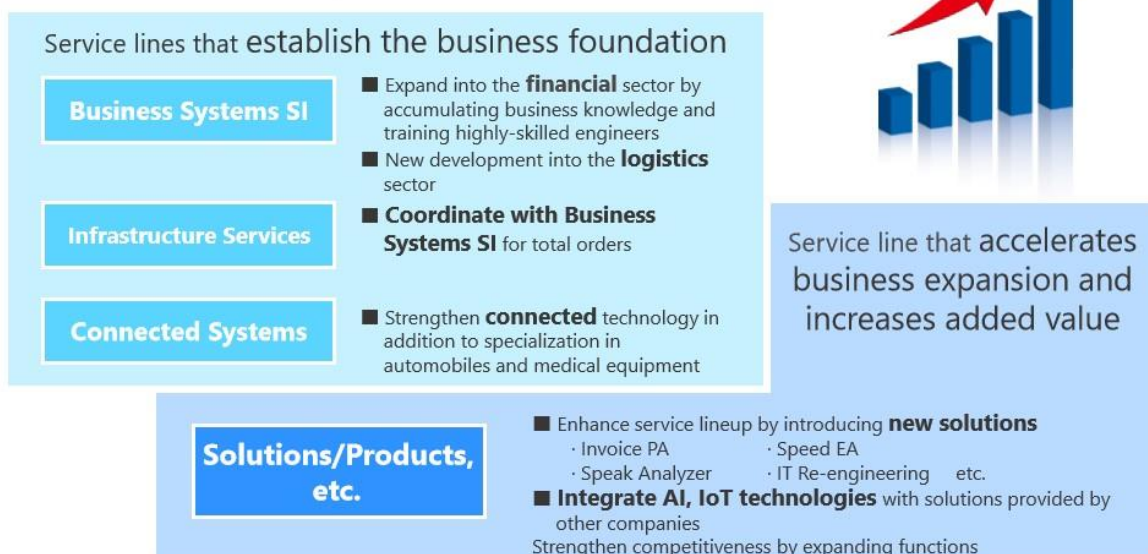 Service lines that establish the business foundation
Business Systems SI
■ Expand into the financial sector by
accumulating business knowledge and
training highly-skilled engineers
■ New development into the logistics
sector
Infrastructure Services
■ Coordinate with Business
Systems SI for total orders
Connected Systems
■ Strengthen connected technology in
addition to specialization in
automobiles and medical equipment
Service line that accelerates
business expansion and
increases added value
Solutions/Products,
etc.
■ Enhance service lineup by introducing new solutions
· Invoice PA · Speed EA
· Speak Analyzer · IT Re-engineering etc.
■ Integrate AI, IoT technologies with solutions provided by
other companies
Strengthen competitiveness by expanding functions